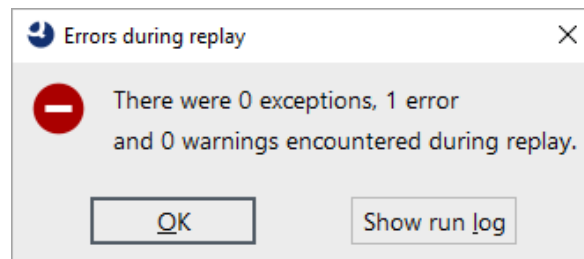 Errors during replay
There were 0 exceptions, 1 error
and 0 warnings encountered during replay.
OK
Show run log